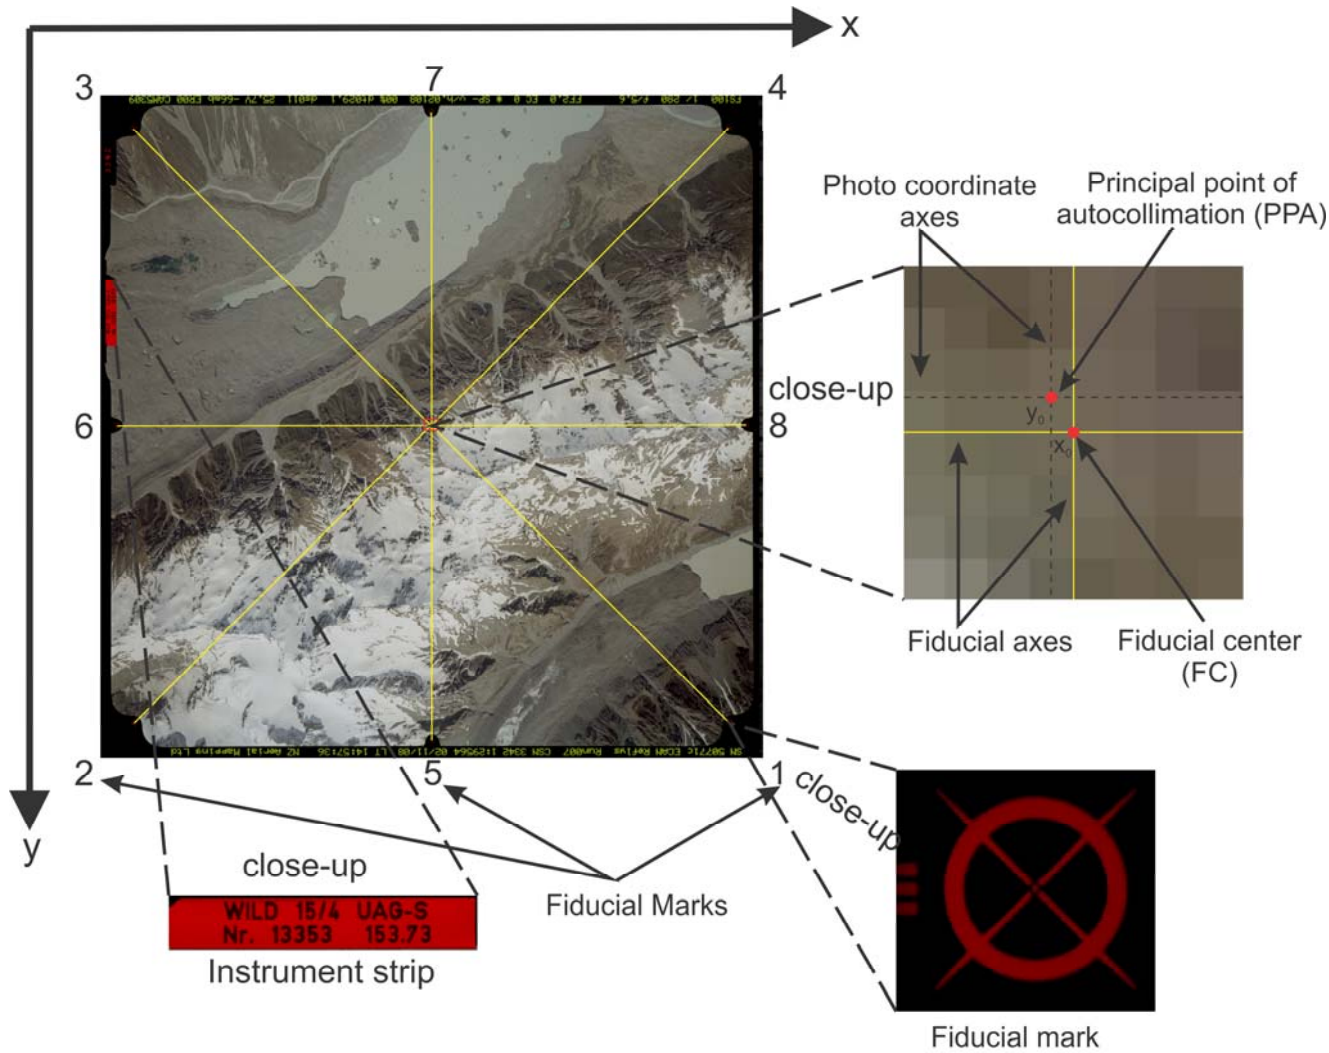 x
3
7
4
Photo coordinate
axes
Principal point of
autocollimation (PPA)
6
close-up
8
y₀
x₀
Fiducial axes
Fiducial center
(FC)
2
5
1
close-up
y
close-up
WILD 15/4 UAG-S
Nr. 13353 153.73
Instrument strip
Fiducial Marks
Fiducial mark